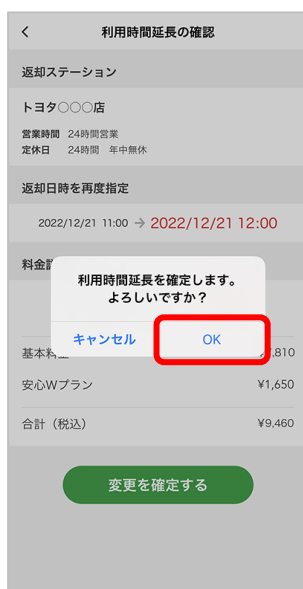 利用時間延長の確認
返却ステーション
トヨタ○○○店
営業時間 24時間営業
定休日 24時間 年中無休
返却日時を再度指定
2022/12/21 11:00 → 2022/12/21 12:00
料金
利用時間延長を確定します。
よろしいですか？
キャンセル OK
基本料 810
安心Wプラン ¥1,650
合計（税込） ¥9,460
変更を確定する